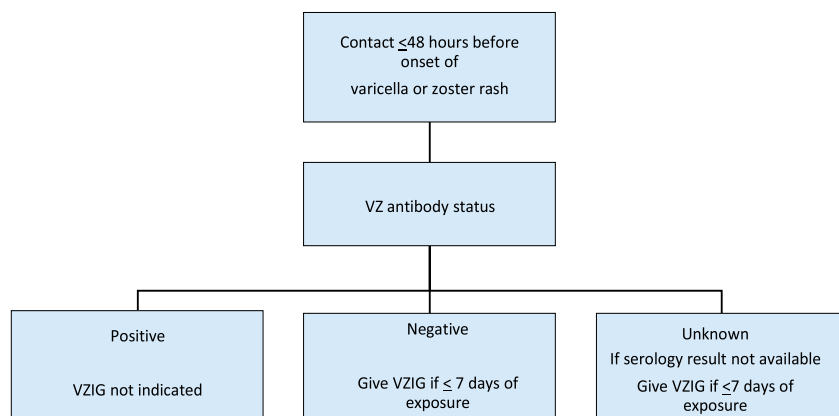 Contact ≤48 hours before
onset of
varicella or zoster rash
VZ antibody status
Positive
VZIG not indicated
Negative
Give VZIG if ≤ 7 days of
exposure
Unknown
If serology result not available
Give VZIG if ≤7 days of
exposure